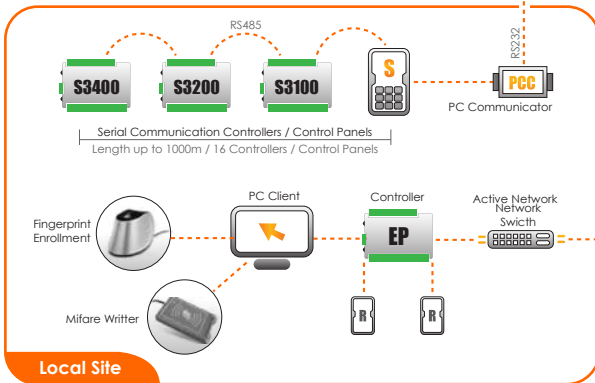 RS485
RS232
S3400
S3200
S3100
S
PCC
PC Communicator
Serial Communication Controllers / Control Panels
Length up to 1000m / 16 Controllers / Control Panels
PC Client
Controller
Active Network
Network
Swicth
Fingerprint
Enrollment
EP
Mifare Writter
R
R
Local Site